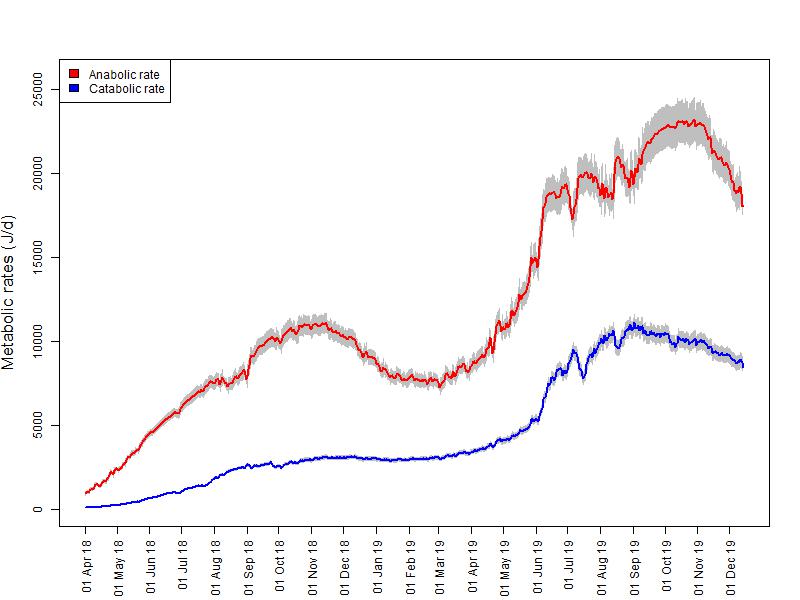 Anabolic rate
Catabolic rate
Metabolic rates (J/d)
25000
20000
15000
10000
5000
0
01 Apr 18
01 May 18
01 Jun 18
01 Jul 18
01 Aug 18
01 Sep 18
01 Oct 18
01 Nov 18
01 Dec 18
01 Jan 19
01 Feb 19
01 Mar 19
01 Apr 19
01 May 19
01 Jun 19
01 Jul 19
01 Aug 19
01 Sep 19
01 Oct 19
01 Nov 19
01 Dec 19